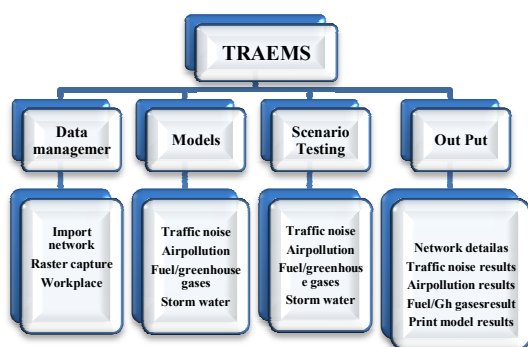 TRAEMS
Data
managemer
Models
Scenario
Testing
Out Put
Import
network
Raster capture
Workplace
Traffic noise
Airpollution
Fuel/greenhouse
gases
Storm water
Traffic noise
Airpollution
Fuel/greenhous
e gases
Storm water
Network detailas
Traffic noise results
Airpollution results
Fuel/Gh gasesresult
Print model results